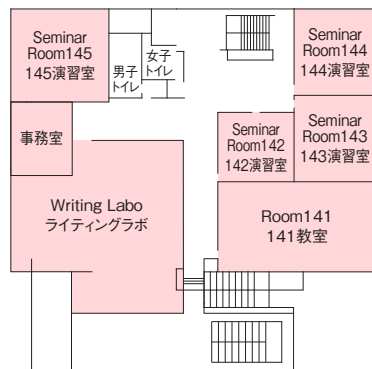 Seminar
Room145
145演習室
男子
トイレ
女子
トイレ
Seminar
Room144
144演習室
事務室
Seminar
Room142
142演習室
Seminar
Room143
143演習室
Writing Labo
ライティングラボ
Room141
141教室